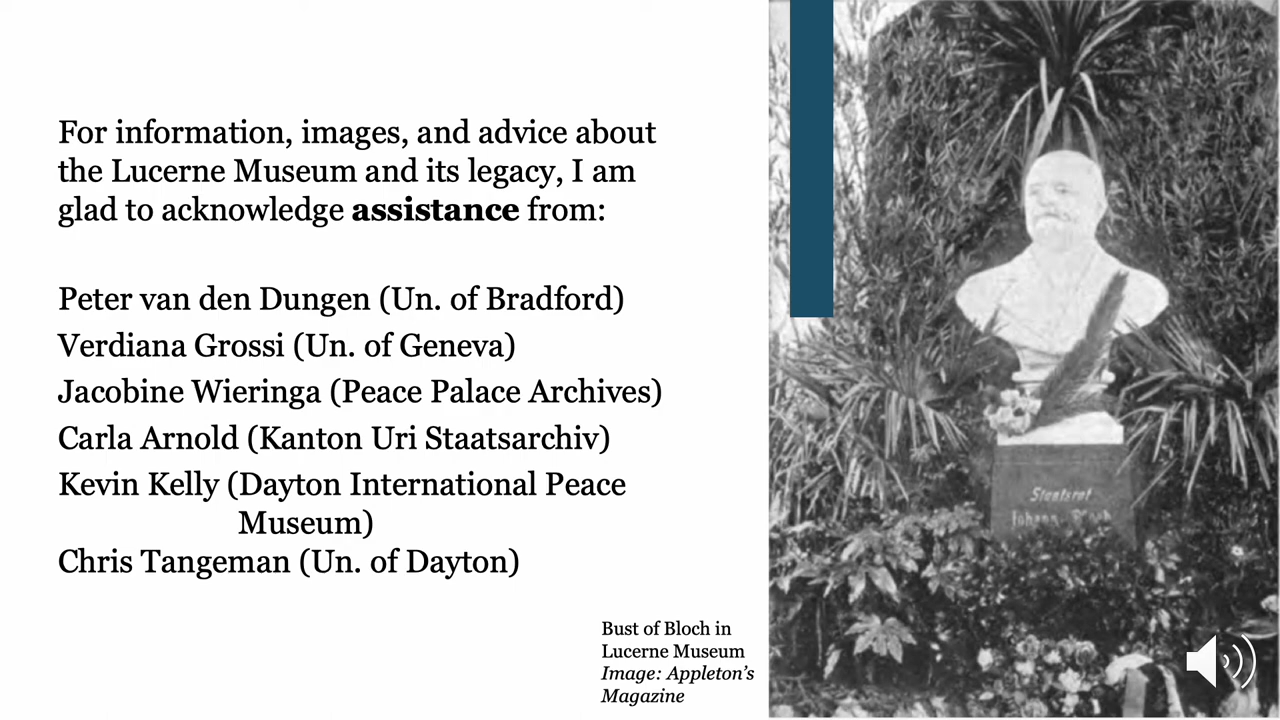 For information, images, and advice about
the Lucerne Museum and its legacy, I am
glad to acknowledge assistance from:
Peter van den Dungen (Un. of Bradford)
Verdiana Grossi (Un. of Geneva)
Jacobine Wieringa (Peace Palace Archives)
Carla Arnold (Kanton Uri Staatsarchiv)
Kevin Kelly (Dayton International Peace
Museum)
Chris Tangeman (Un. of Dayton)
Bust of Bloch in
Lucerne Museum
Image: Appleton's
Magazine
Staatsrat
Johann Bloch